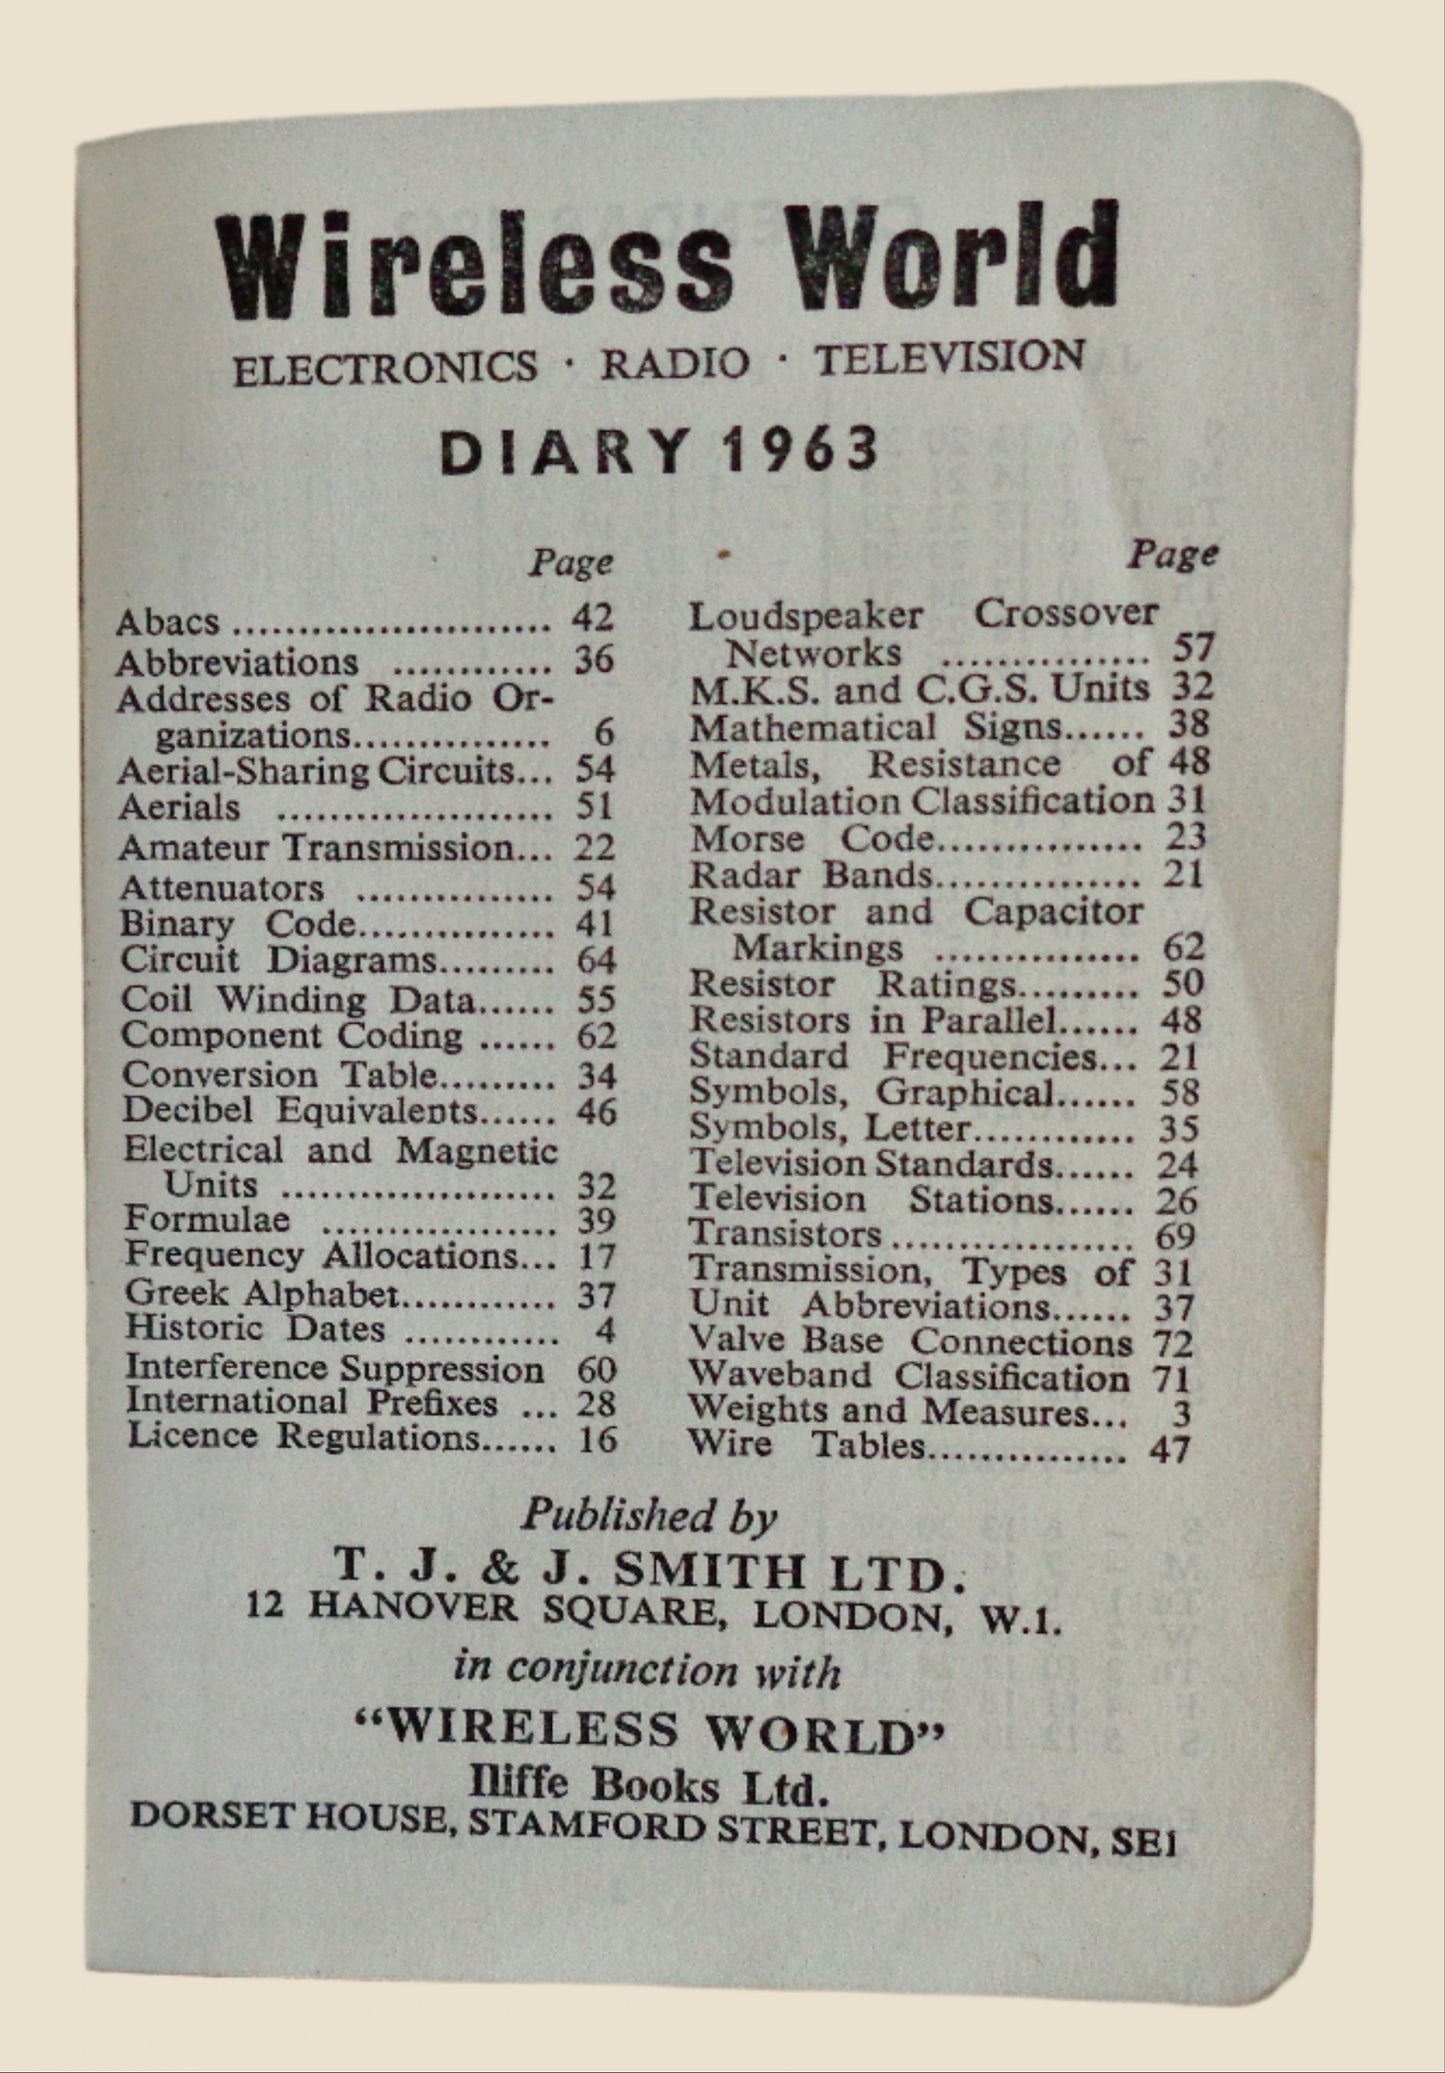 Wireless World
ELECTRONICS · RADIO · TELEVISION
DIARY 1963
Page
Abacs ........................ 42
Abbreviations ............ 36
Addresses of Radio Or-
ganizations............... 6
Aerial-Sharing Circuits... 54
Aerials ..................... 51
Amateur Transmission... 22
Attenuators ............... 54
Binary Code............... 41
Circuit Diagrams......... 64
Coil Winding Data...... 55
Component Coding ...... 62
Conversion Table......... 34
Decibel Equivalents...... 46
Electrical and Magnetic
Units ..................... 32
Formulae .................. 39
Frequency Allocations... 17
Greek Alphabet............ 37
Historic Dates ............ 4
Interference Suppression 60
International Prefixes ... 28
Licence Regulations...... 16
Page
Loudspeaker Crossover
Networks ............... 57
M.K.S. and C.G.S. Units 32
Mathematical Signs...... 38
Metals, Resistance of 48
Modulation Classification 31
Morse Code............... 23
Radar Bands............... 21
Resistor and Capacitor
Markings ............... 62
Resistor Ratings......... 50
Resistors in Parallel...... 48
Standard Frequencies... 21
Symbols, Graphical...... 58
Symbols, Letter............ 35
Television Standards...... 24
Television Stations...... 26
Transistors .................. 69
Transmission, Types of 31
Unit Abbreviations...... 37
Valve Base Connections 72
Waveband Classification 71
Weights and Measures... 3
Wire Tables............... 47
Published by
T. J. & J. SMITH LTD.
12 HANOVER SQUARE, LONDON, W.1.
in conjunction with
“WIRELESS WORLD”
Iliffe Books Ltd.
DORSET HOUSE, STAMFORD STREET, LONDON, SE1